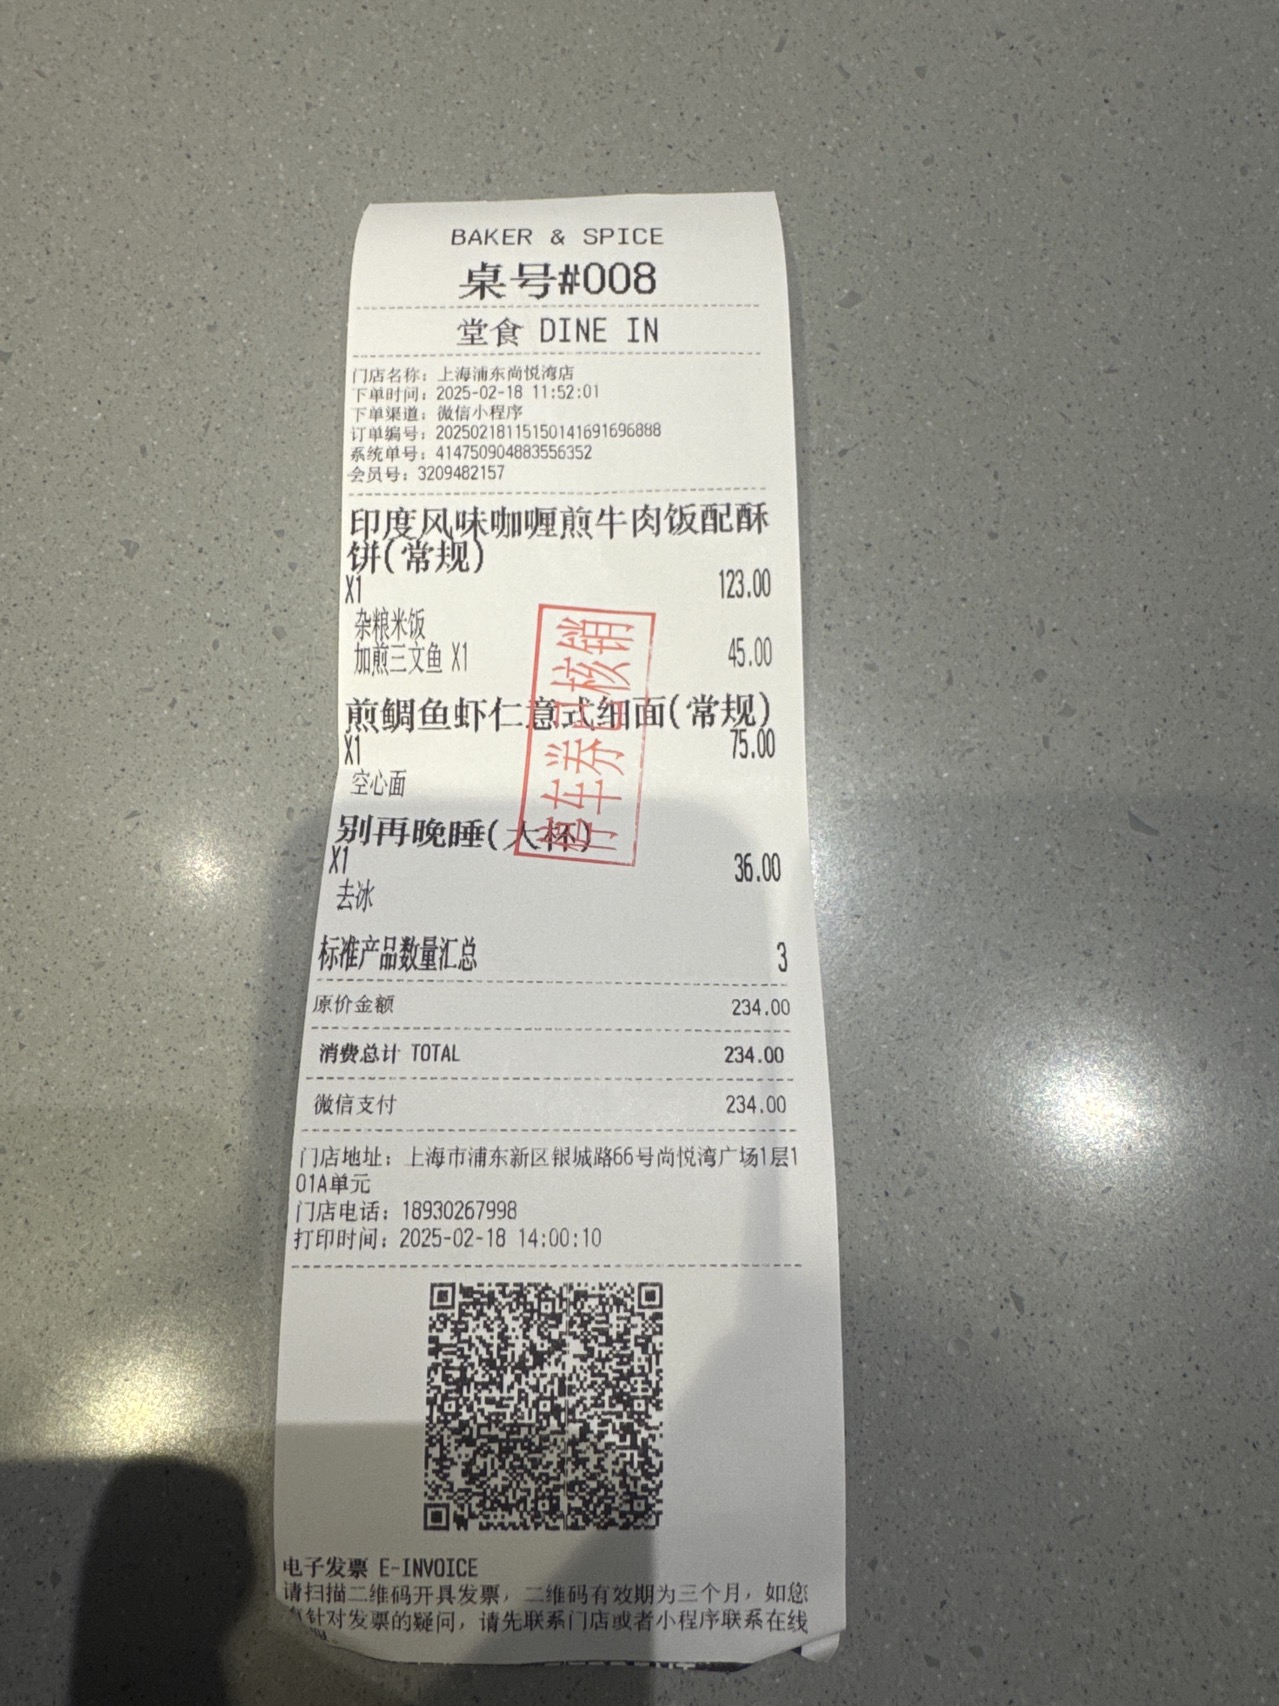 BAKER & SPICE
桌号#008
堂食 DINE IN
门店名称：上海浦东尚悦湾店
下单时间：2025-02-18 11:52:01
下单渠道：微信小程序
订单编号：20250218115150141691696888
系统单号：414750904883556352
会员号：3209482157
印度风味咖喱煎牛肉饭配酥
饼(常规)
X1 123.00
杂粮米饭
加煎三文鱼 X1 45.00
煎鲷鱼虾仁意式细面(常规)
X1 75.00
空心面
别再晚睡(大杯)
X1 36.00
去冰
停车券已核销
标准产品数量汇总 3
原价金额 234.00
消费总计 TOTAL 234.00
微信支付 234.00
门店地址：上海市浦东新区银城路66号尚悦湾广场1层1
01A单元
门店电话：18930267998
打印时间：2025-02-18 14:00:10
电子发票 E-INVOICE
请扫描二维码开具发票，二维码有效期为三个月，如您
针对发票的疑问，请先联系门店或者小程序联系在线